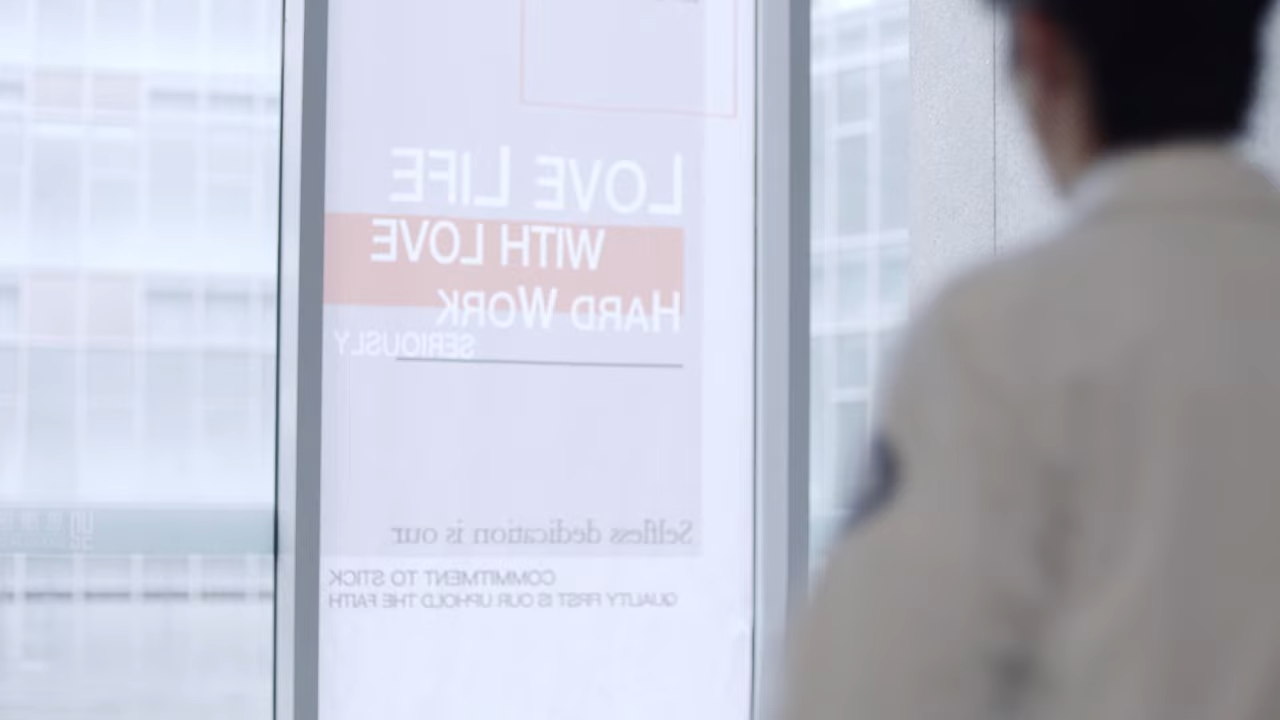 LOVE LIFE
WITH LOVE
HARD WORK
SERIOUSLY
Selfless dedication is our
COMMITMENT TO STICK
QUALITY FIRST IS OUR UPHOLD THE FAITH